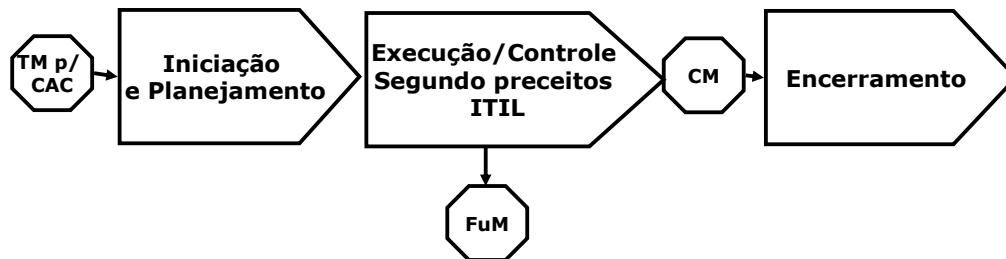 TM p/
CAC
Iniciação
e Planejamento
Execução/Controle
Segundo preceitos
ITIL
CM
Encerramento
FuM